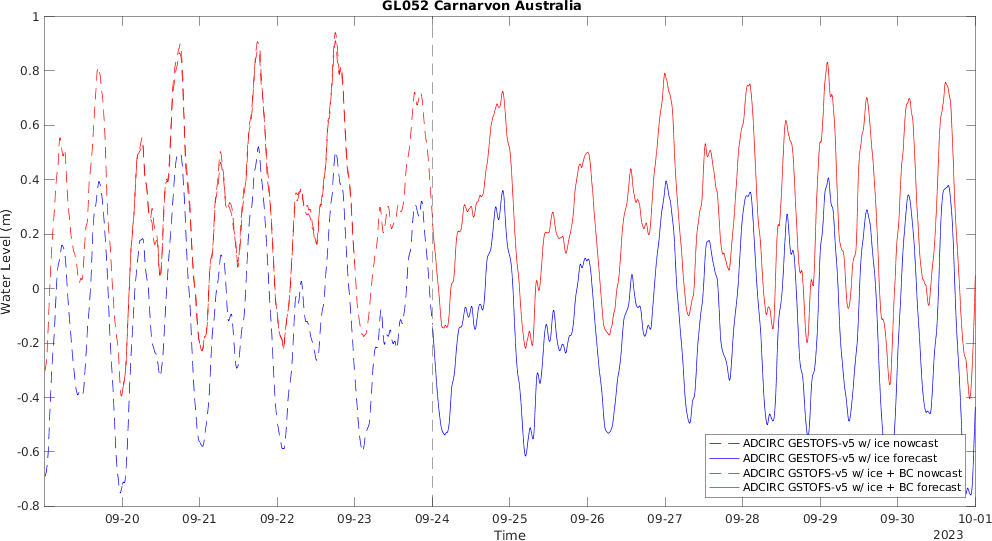 GL052 Carnarvon Australia
1
0.8
0.6
0.4
0.2
0
-0.2
-0.4
-0.6
-0.8
Water Level (m)
ADCIRC GESTOFS-v5 w/ ice nowcast
ADCIRC GESTOFS-v5 w/ ice forecast
ADCIRC GSTOFS-v5 w/ ice + BC nowcast
ADCIRC GSTOFS-v5 w/ ice + BC forecast
09-20 09-21 09-22 09-23 09-24 09-25 09-26 09-27 09-28 09-29 09-30 10-01
Time
2023